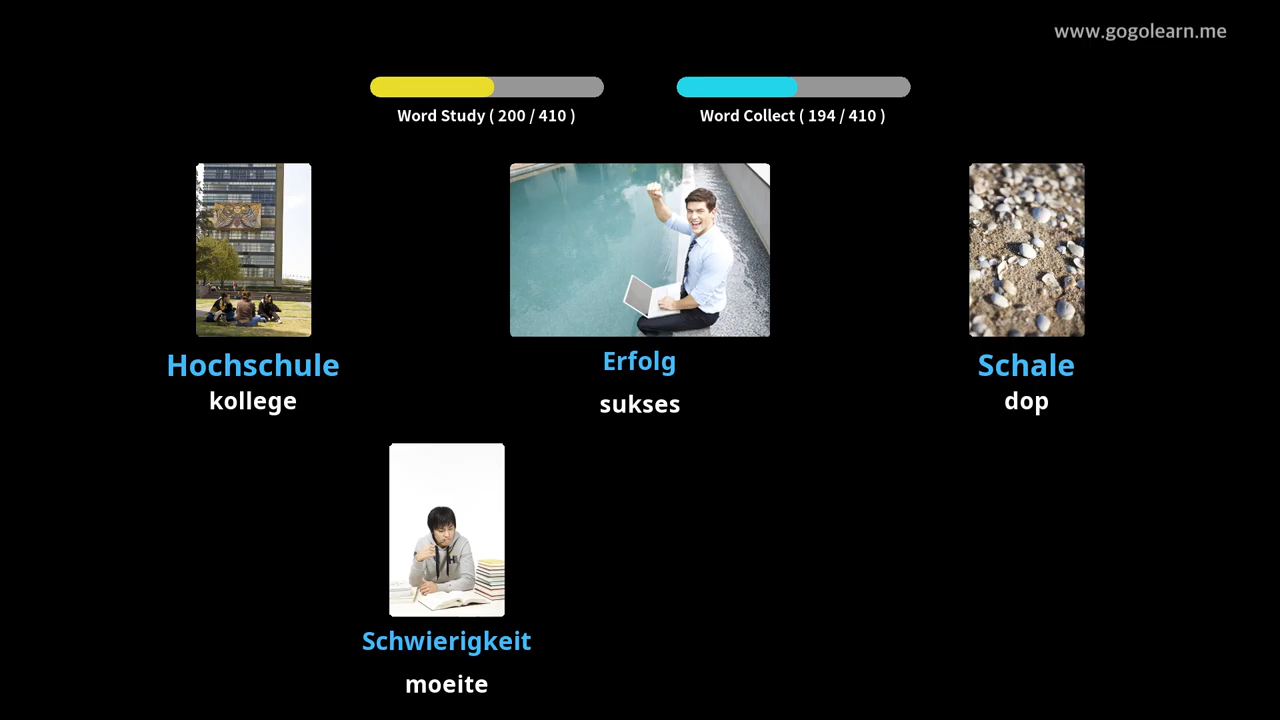 www.gogolearn.me
Word Study ( 200 / 410 )
Word Collect ( 194 / 410 )
Hochschule
kollege
Erfolg
sukses
Schale
dop
Schwierigkeit
moeite